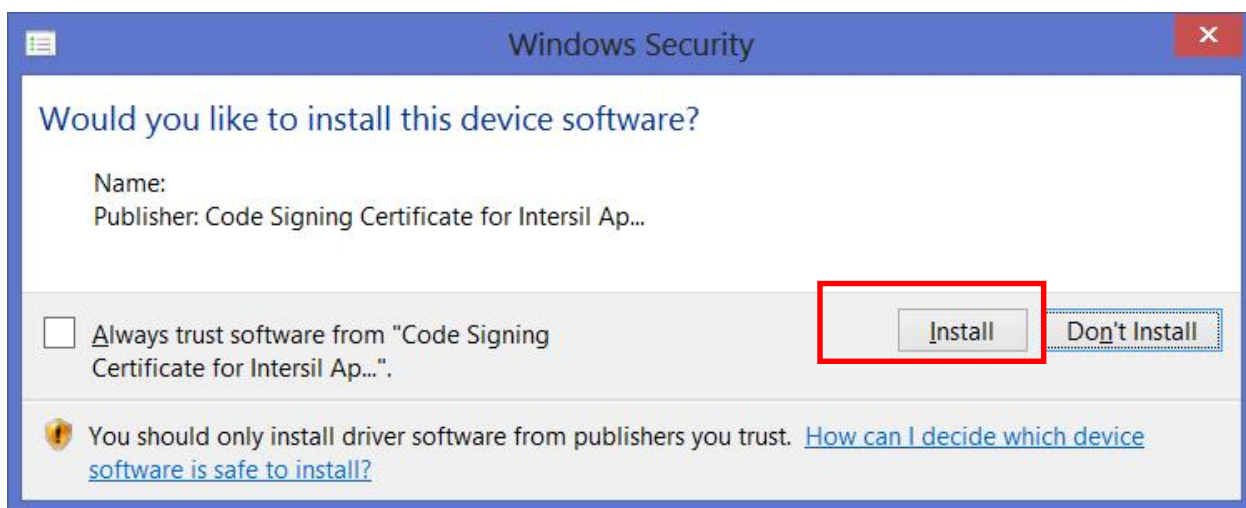 Windows Security
Would you like to install this device software?
Name:
Publisher: Code Signing Certificate for Intersil Ap...
Always trust software from "Code Signing
Certificate for Intersil Ap...".
Install
Don't Install
You should only install driver software from publishers you trust. How can I decide which device
software is safe to install?